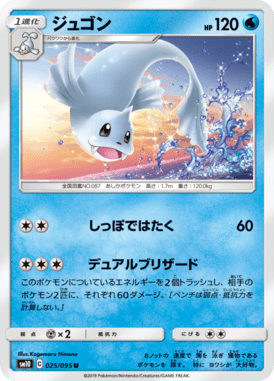 1進化 ジュゴン HP 120
パウワウから進化
全国図鑑NO.087 あしかポケモン 高さ：1.7m 重さ：120.0kg
しっぽではたく 60
デュアルブリザード
このポケモンについているエネルギーを2個トラッシュし、相手の
ポケモン2匹に、それぞれ60ダメージ。［ベンチは弱点・抵抗力を
計算しない。］
弱点 ×2 抵抗力 にげる
illus. Kagemaru Himeno
sm10 C 025/095 U
©2019 Pokémon/Nintendo/Creatures/GAME FREAK.